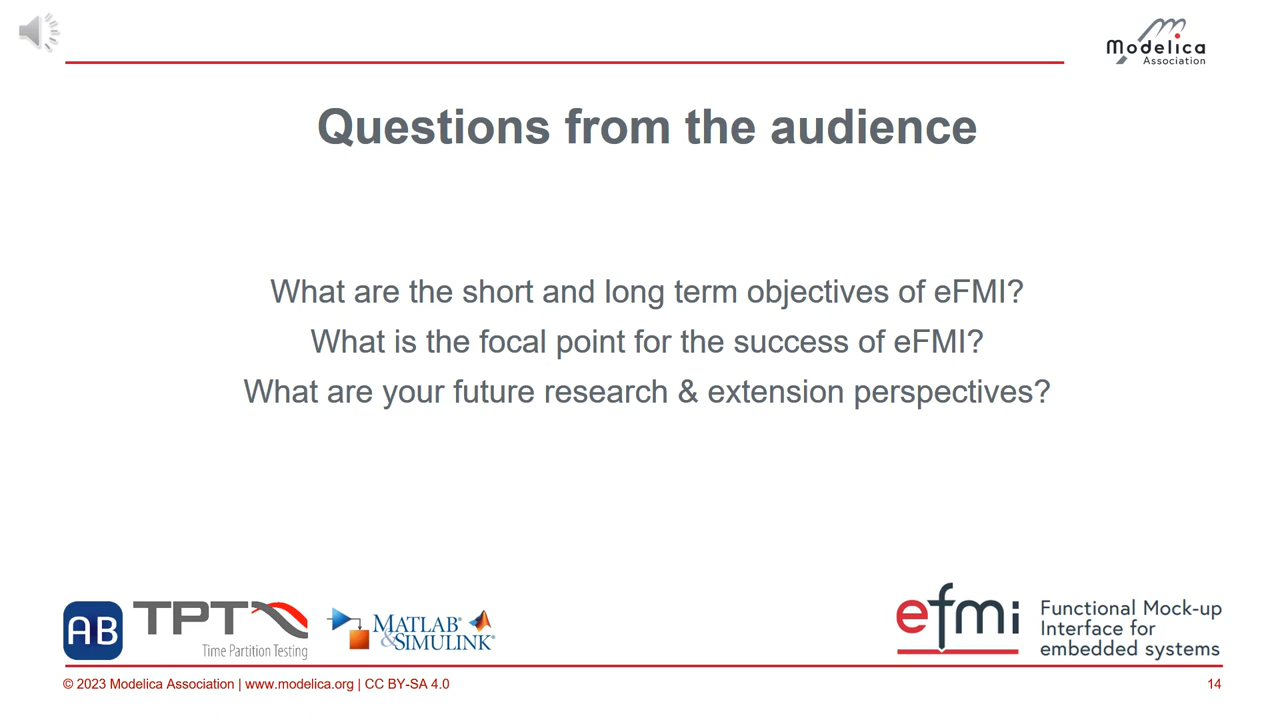 Modelica
Association
Questions from the audience
What are the short and long term objectives of eFMI?
What is the focal point for the success of eFMI?
What are your future research & extension perspectives?
AB
TPT
Time Partition Testing
MATLAB®
&SIMULINK®
efmi
Functional Mock-up
Interface for
embedded systems
© 2023 Modelica Association | www.modelica.org | CC BY-SA 4.0
14